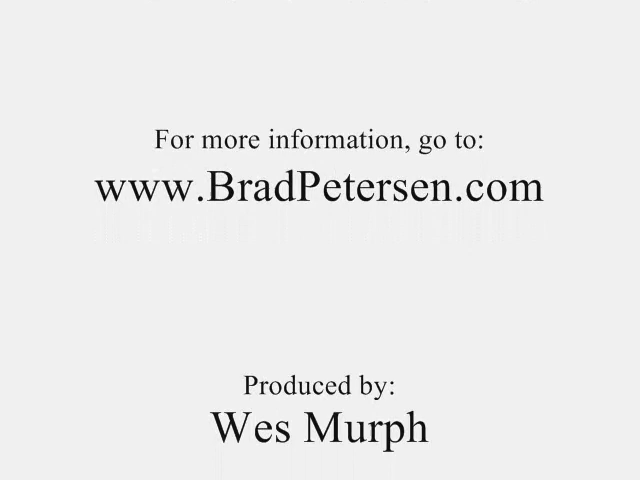 For more information, go to:
www.BradPetersen.com
Produced by:
Wes Murph